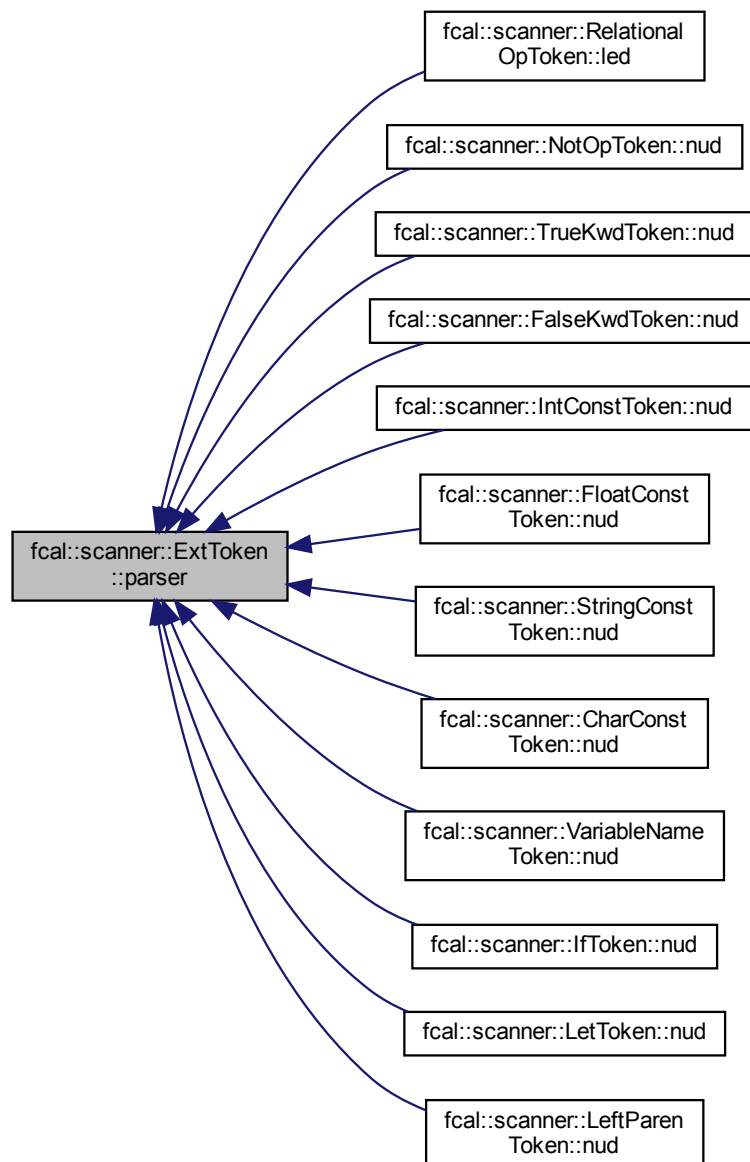 fcal::scanner::Relational
OpToken::led
fcal::scanner::NotOpToken::nud
fcal::scanner::TrueKwdToken::nud
fcal::scanner::FalseKwdToken::nud
fcal::scanner::IntConstToken::nud
fcal::scanner::FloatConst
Token::nud
fcal::scanner::ExtToken
::parser
fcal::scanner::StringConst
Token::nud
fcal::scanner::CharConst
Token::nud
fcal::scanner::VariableName
Token::nud
fcal::scanner::IfToken::nud
fcal::scanner::LetToken::nud
fcal::scanner::LeftParen
Token::nud